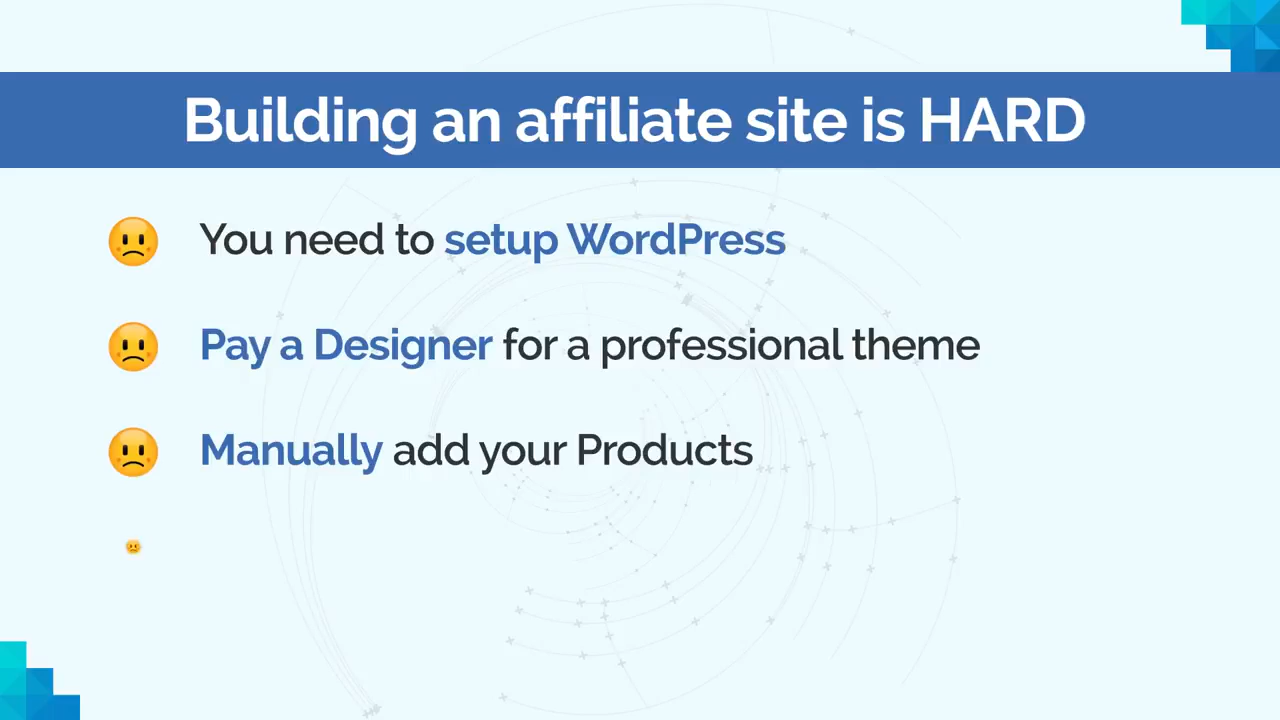 Building an affiliate site is HARD
You need to setup WordPress
Pay a Designer for a professional theme
Manually add your Products